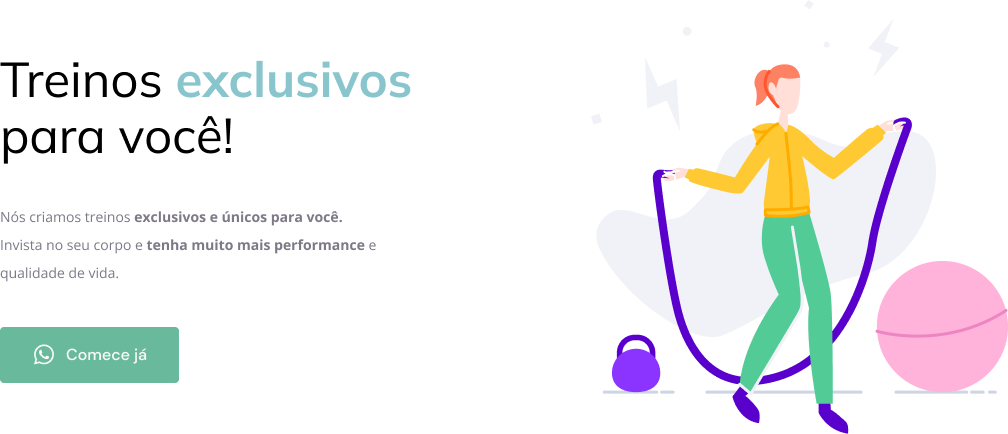 Treinos exclusivos
para você!
Nós criamos treinos exclusivos e únicos para você.
Invista no seu corpo e tenha muito mais performance e
qualidade de vida.
Comece já